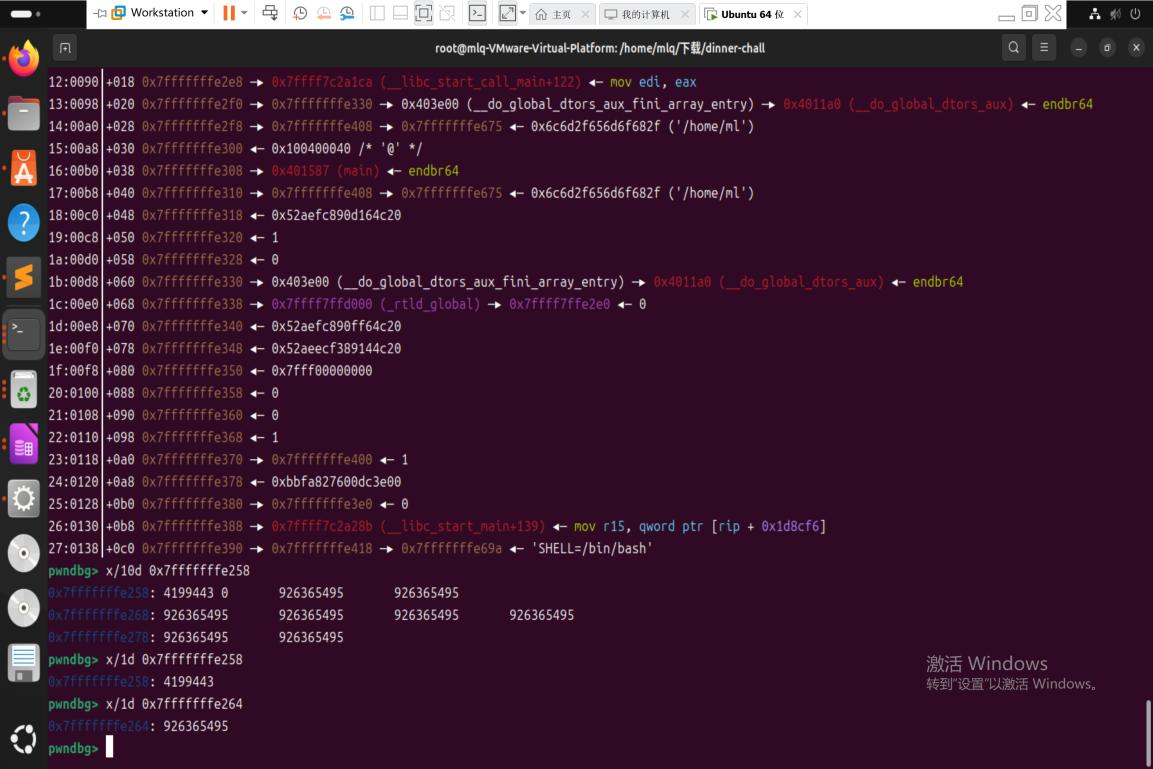 Workstation
主页
我的计算机
Ubuntu 64 位
root@mlq-VMware-Virtual-Platform: /home/mlq/下载/dinner-chall
12:0090│+018 0x7fffffffe2e8 —▸ 0x7ffff7c2a1ca (__libc_start_call_main+122) ◂— mov edi, eax
13:0098│+020 0x7fffffffe2f0 —▸ 0x7fffffffe330 —▸ 0x403e00 (__do_global_dtors_aux_fini_array_entry) —▸ 0x4011a0 (__do_global_dtors_aux) ◂— endbr64
14:00a0│+028 0x7fffffffe2f8 —▸ 0x7fffffffe408 —▸ 0x7fffffffe675 ◂— 0x6c6d2f656d6f682f ('/home/ml')
15:00a8│+030 0x7fffffffe300 ◂— 0x100400040 /* '@' */
16:00b0│+038 0x7fffffffe308 —▸ 0x401587 (main) ◂— endbr64
17:00b8│+040 0x7fffffffe310 —▸ 0x7fffffffe408 —▸ 0x7fffffffe675 ◂— 0x6c6d2f656d6f682f ('/home/ml')
18:00c0│+048 0x7fffffffe318 ◂— 0x52aefc890d164c20
19:00c8│+050 0x7fffffffe320 ◂— 1
1a:00d0│+058 0x7fffffffe328 ◂— 0
1b:00d8│+060 0x7fffffffe330 —▸ 0x403e00 (__do_global_dtors_aux_fini_array_entry) —▸ 0x4011a0 (__do_global_dtors_aux) ◂— endbr64
1c:00e0│+068 0x7fffffffe338 —▸ 0x7ffff7ffd000 (_rtld_global) —▸ 0x7ffff7ffe2e0 ◂— 0
1d:00e8│+070 0x7fffffffe340 ◂— 0x52aefc890ff64c20
1e:00f0│+078 0x7fffffffe348 ◂— 0x52aeecf389144c20
1f:00f8│+080 0x7fffffffe350 ◂— 0x7fff00000000
20:0100│+088 0x7fffffffe358 ◂— 0
21:0108│+090 0x7fffffffe360 ◂— 0
22:0110│+098 0x7fffffffe368 ◂— 1
23:0118│+0a0 0x7fffffffe370 —▸ 0x7fffffffe400 ◂— 1
24:0120│+0a8 0x7fffffffe378 ◂— 0xbbfa827600dc3e00
25:0128│+0b0 0x7fffffffe380 —▸ 0x7fffffffe3e0 ◂— 0
26:0130│+0b8 0x7fffffffe388 —▸ 0x7ffff7c2a28b (__libc_start_main+139) ◂— mov r15, qword ptr [rip + 0x1d8cf6]
27:0138│+0c0 0x7fffffffe390 —▸ 0x7fffffffe418 —▸ 0x7fffffffe69a ◂— 'SHELL=/bin/bash'
pwndbg> x/10d 0x7fffffffe258
0x7fffffffe258: 4199443 0 926365495 926365495
0x7fffffffe268: 926365495 926365495 926365495 926365495
0x7fffffffe278: 926365495 926365495
pwndbg> x/1d 0x7fffffffe258
0x7fffffffe258: 4199443
pwndbg> x/1d 0x7fffffffe264
0x7fffffffe264: 926365495
pwndbg>
激活 Windows
转到"设置"以激活 Windows。